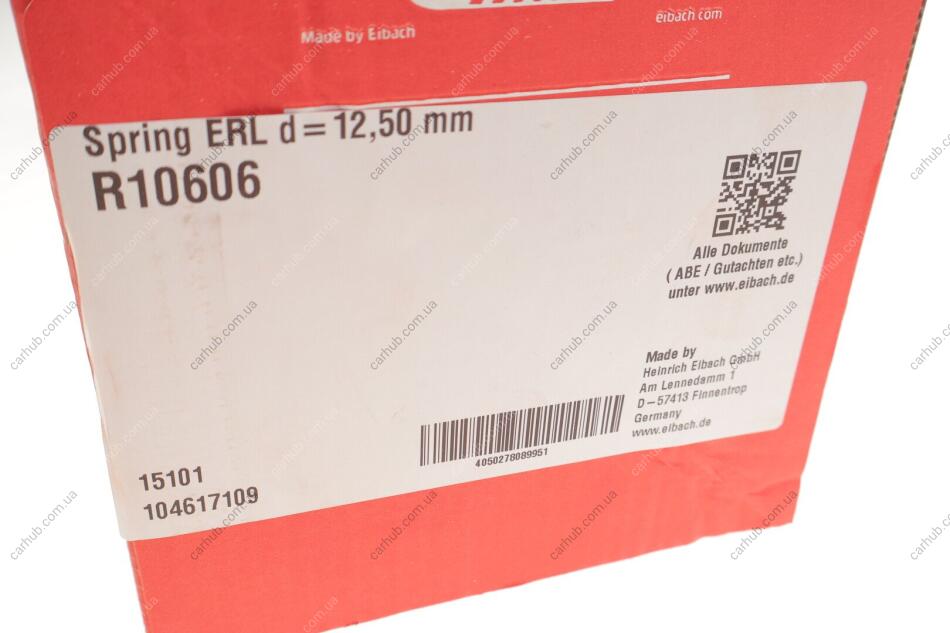 Made by Eibach
eibach.com
Spring ERL d=12,50 mm
R10606
Alle Dokumente
( ABE / Gutachten etc.)
unter www.eibach.de
Made by
Heinrich Eibach GmbH
Am Lennedamm 1
D-57413 Finnentrop
Germany
www.eibach.de
4050278089951
15101
104617109
carhub.com.ua